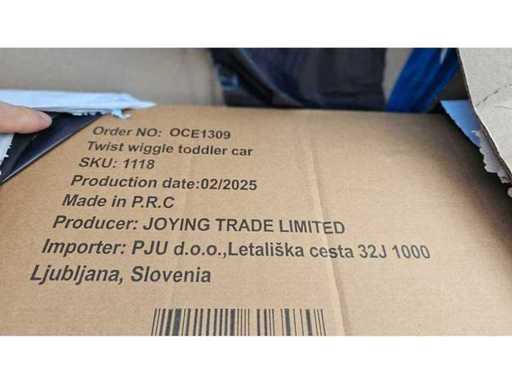 Order NO: OCE1309
Twist wiggle toddler car
SKU: 1118
Production date:02/2025
Made in P.R.C
Producer: JOYING TRADE LIMITED
Importer: PJU d.o.o.,Letališka cesta 32J 1000
Ljubljana, Slovenia